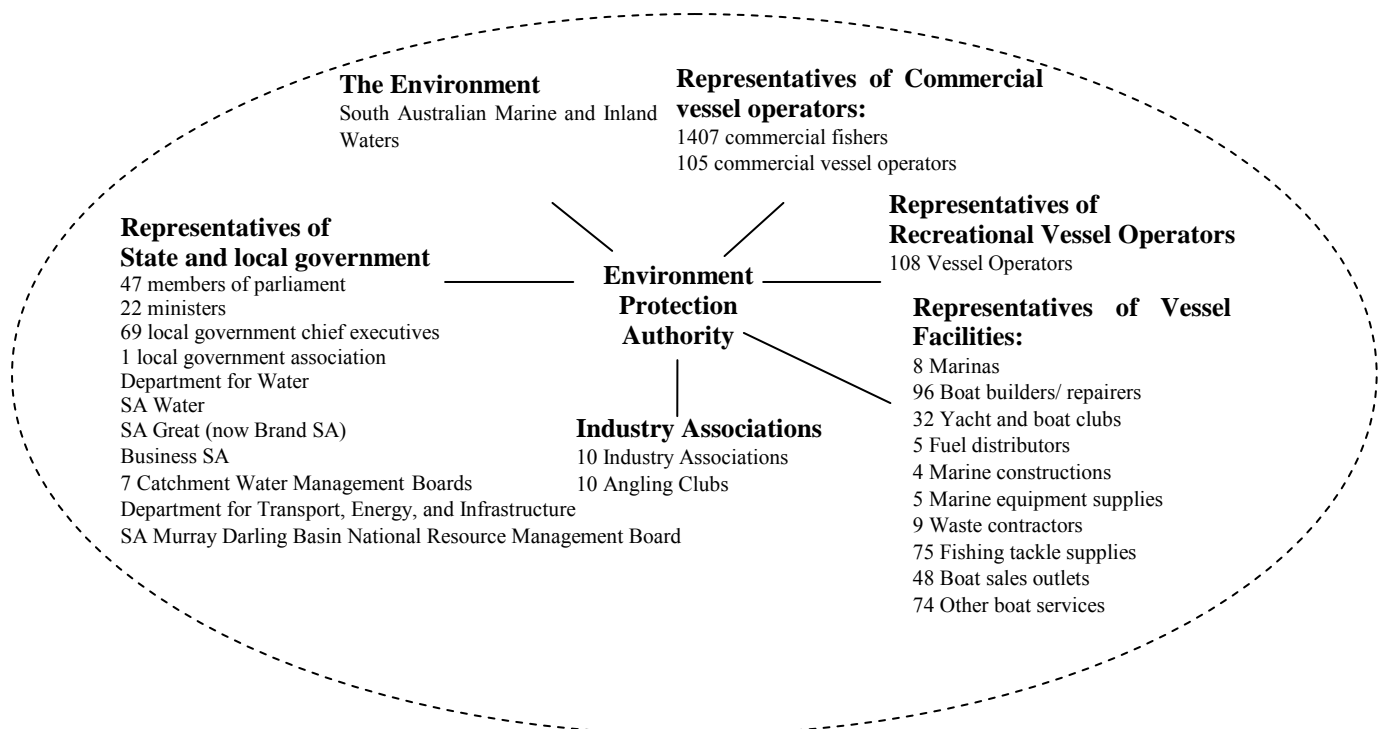 The Environment
South Australian Marine and Inland
Waters
Representatives of Commercial
vessel operators:
1407 commercial fishers
105 commercial vessel operators
Representatives of
State and local government
47 members of parliament
22 ministers
69 local government chief executives
1 local government association
Department for Water
SA Water
SA Great (now Brand SA)
Business SA
7 Catchment Water Management Boards
Department for Transport, Energy, and Infrastructure
SA Murray Darling Basin National Resource Management Board
Environment
Protection
Authority
Representatives of
Recreational Vessel Operators
108 Vessel Operators
Industry Associations
10 Industry Associations
10 Angling Clubs
Representatives of Vessel
Facilities:
8 Marinas
96 Boat builders/ repairers
32 Yacht and boat clubs
5 Fuel distributors
4 Marine constructions
5 Marine equipment supplies
9 Waste contractors
75 Fishing tackle supplies
48 Boat sales outlets
74 Other boat services